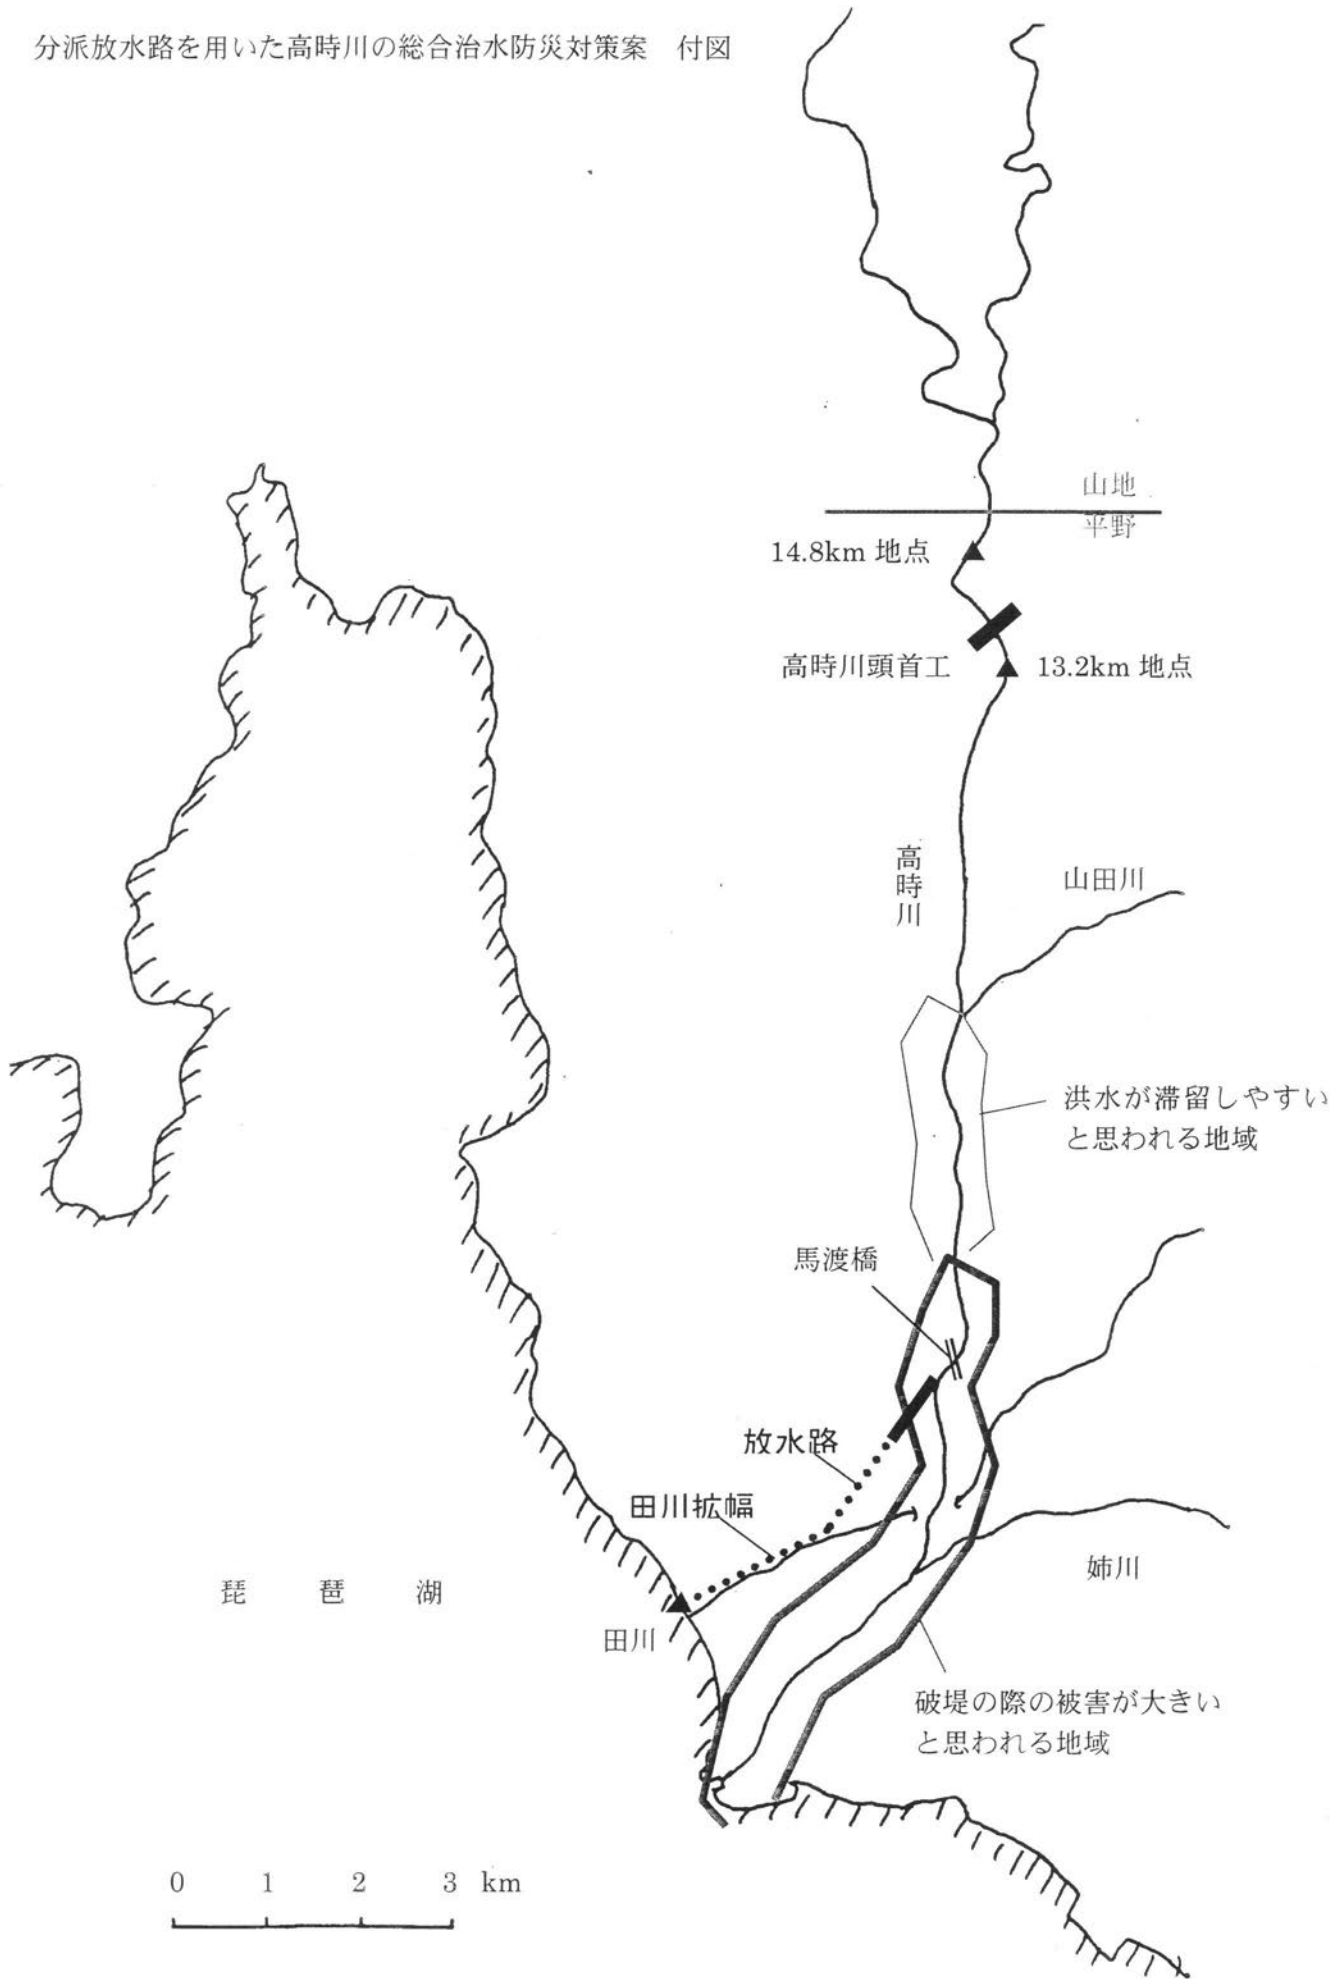 分派放水路を用いた高時川の総合治水防災対策案　付図
山地
平野
14.8km 地点
高時川頭首工
13.2km 地点
高時川
山田川
洪水が滞留しやすい
と思われる地域
馬渡橋
放水路
田川拡幅
琵　琶　湖
姉川
田川
破堤の際の被害が大きい
と思われる地域
0　1　2　3　km